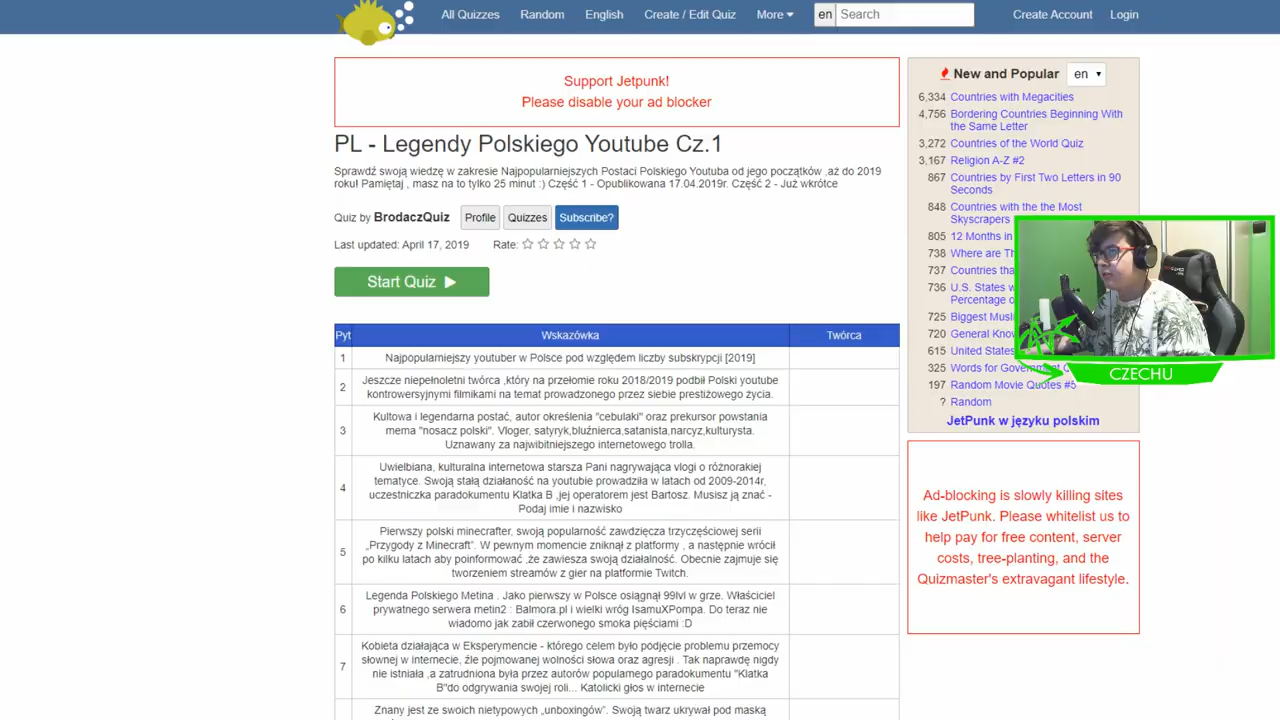 All Quizzes Random English Create / Edit Quiz More ▾ en Search Create Account Login
Support Jetpunk!
Please disable your ad blocker
PL - Legendy Polskiego Youtube Cz.1
Sprawdź swoją wiedzę w zakresie Najpopularniejszych Postaci Polskiego Youtuba od jego początków ,aż do 2019
roku! Pamiętaj , masz na to tylko 25 minut :) Część 1 - Opublikowana 17.04.2019r. Część 2 - Już wkrótce
Quiz by BrodaczQuiz Profile Quizzes Subscribe?
Last updated: April 17, 2019 Rate:
Start Quiz
Pyt Wskazówka Twórca
1 Najpopularniejszy youtuber w Polsce pod względem liczby subskrypcji [2019]
2 Jeszcze niepełnoletni twórca ,który na przełomie roku 2018/2019 podbił Polski youtube
kontrowersyjnymi filmikami na temat prowadzonego przez siebie prestiżowego życia.
3 Kultowa i legendarna postać, autor określenia "cebulaki" oraz prekursor powstania
mema "nosacz polski". Vloger, satyryk,bluźnierca,satanista,narcyz,kulturysta.
Uznawany za najwibitniejszego internetowego trolla.
4 Uwielbiana, kulturalna internetowa starsza Pani nagrywająca vlogi o różnorakiej
tematyce. Swoją stałą działaność na youtube prowadziła w latach od 2009-2014r,
uczestniczka paradokumentu Klatka B ,jej operatorem jest Bartosz. Musisz ją znać -
Podaj imie i nazwisko
5 Pierwszy polski minecrafter, swoją popularność zawdzięcza trzyczęściowej serii
„Przygody z Minecraft”. W pewnym momencie zniknął z platformy , a następnie wrócił
po kilku latach aby poinformować ,że zawiesza swoją działalność. Obecnie zajmuje się
tworzeniem streamów z gier na platformie Twitch.
6 Legenda Polskiego Metina . Jako pierwszy w Polsce osiągnął 99lvl w grze. Właściciel
prywatnego serwera metin2 : Balmora.pl i wielki wróg IsamuXPompa. Do teraz nie
wiadomo jak zabił czerwonego smoka pięściami :D
7 Kobieta działająca w Eksperymencie - którego celem było podjęcie problemu przemocy
słownej w internecie, źle pojmowanej wolności słowa oraz agresji . Tak naprawdę nigdy
nie istniała ,a zatrudniona była przez autorów popularnego paradokumentu "Klatka
B"do odgrywania swojej roli... Katolicki głos w internecie
Znany jest ze swoich nietypowych „unboxingów”. Swoją twarz ukrywał pod maską
New and Popular en
6,334 Countries with Megacities
4,756 Bordering Countries Beginning With
the Same Letter
3,272 Countries of the World Quiz
3,167 Religion A-Z #2
867 Countries by First Two Letters in 90
Seconds
848 Countries with the the Most
Skyscrapers
805 12 Months in
738 Where are
737 Countries
736 U.S. States
Percentage
725 Biggest
720 General
615 United States
325 Words for
197 Random Movie Quotes #5
? Random
JetPunk w języku polskim
CZECHU
Ad-blocking is slowly killing sites
like JetPunk. Please whitelist us to
help pay for free content, server
costs, tree-planting, and the
Quizmaster's extravagant lifestyle.